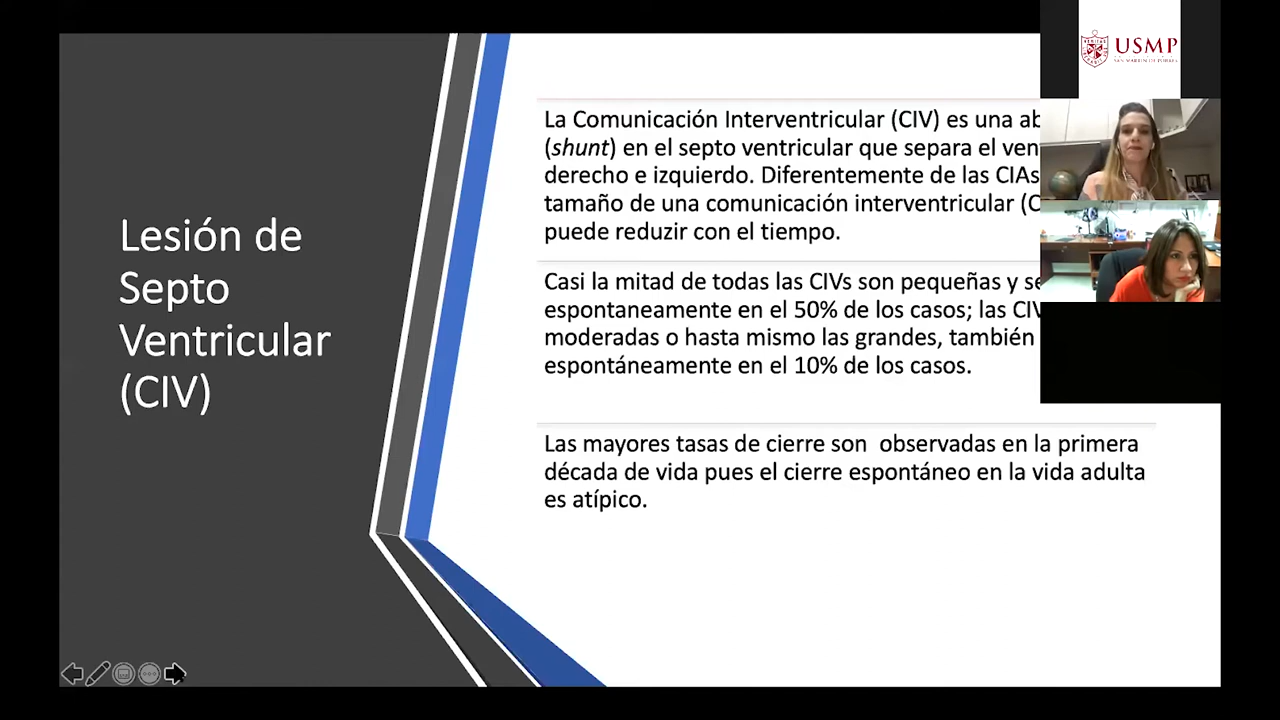 Lesión de
Septo
Ventricular
(CIV)
La Comunicación Interventricular (CIV) es una
(shunt) en el septo ventricular que separa el
derecho e izquierdo. Diferentemente de las CIAs
tamaño de una comunicación interventricular
puede reduzir con el tiempo.
Casi la mitad de todas las CIVs son pequeñas y
espontaneamente en el 50% de los casos; las
moderadas o hasta mismo las grandes, también
espontáneamente en el 10% de los casos.
Las mayores tasas de cierre son observadas en la primera
década de vida pues el cierre espontáneo en la vida adulta
es atípico.
USMP
SAN MARTIN DE PORRES